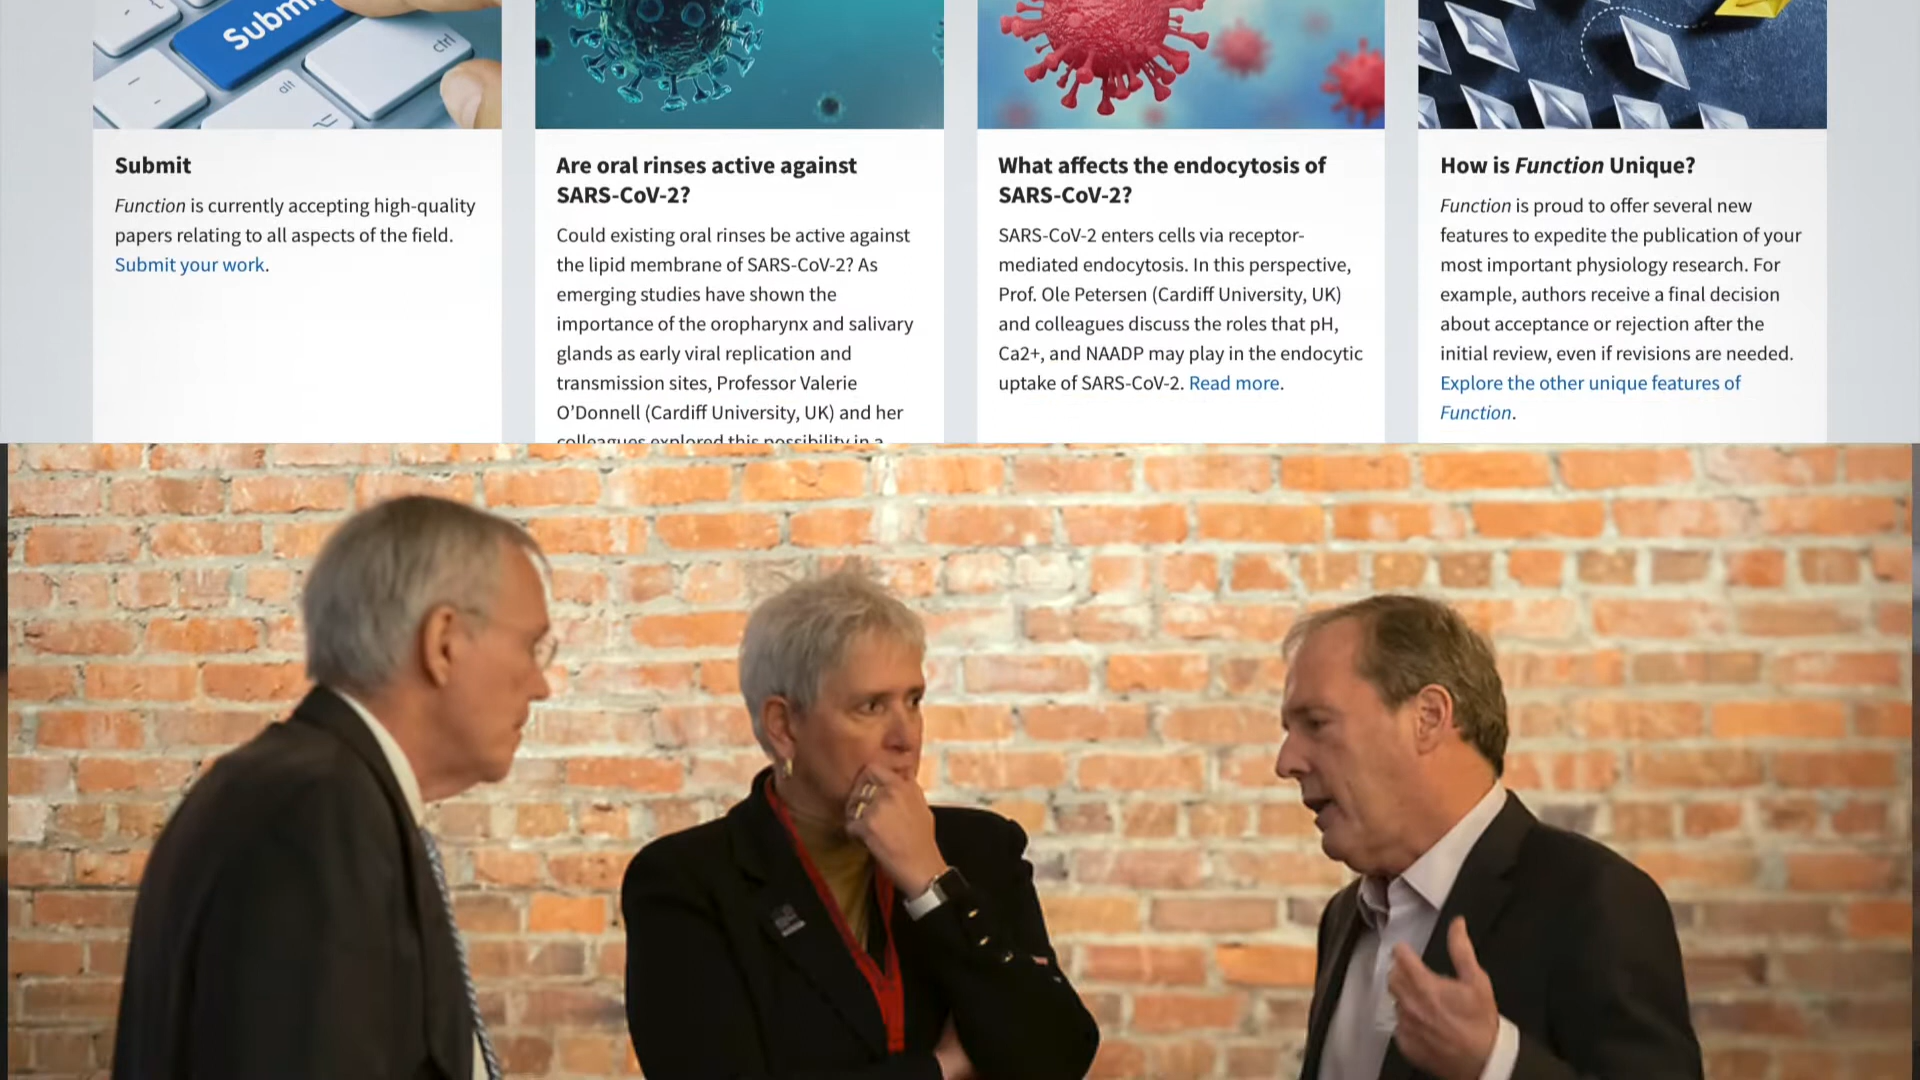 Submit
ctrl
alt
Submit
Function is currently accepting high-quality
papers relating to all aspects of the field.
Submit your work.
Are oral rinses active against
SARS-CoV-2?
Could existing oral rinses be active against
the lipid membrane of SARS-CoV-2? As
emerging studies have shown the
importance of the oropharynx and salivary
glands as early viral replication and
transmission sites, Professor Valerie
O’Donnell (Cardiff University, UK) and her
colleagues explored this possibility in a
What affects the endocytosis of
SARS-CoV-2?
SARS-CoV-2 enters cells via receptor-
mediated endocytosis. In this perspective,
Prof. Ole Petersen (Cardiff University, UK)
and colleagues discuss the roles that pH,
Ca2+, and NAADP may play in the endocytic
uptake of SARS-CoV-2. Read more.
How is Function Unique?
Function is proud to offer several new
features to expedite the publication of your
most important physiology research. For
example, authors receive a final decision
about acceptance or rejection after the
initial review, even if revisions are needed.
Explore the other unique features of
Function.